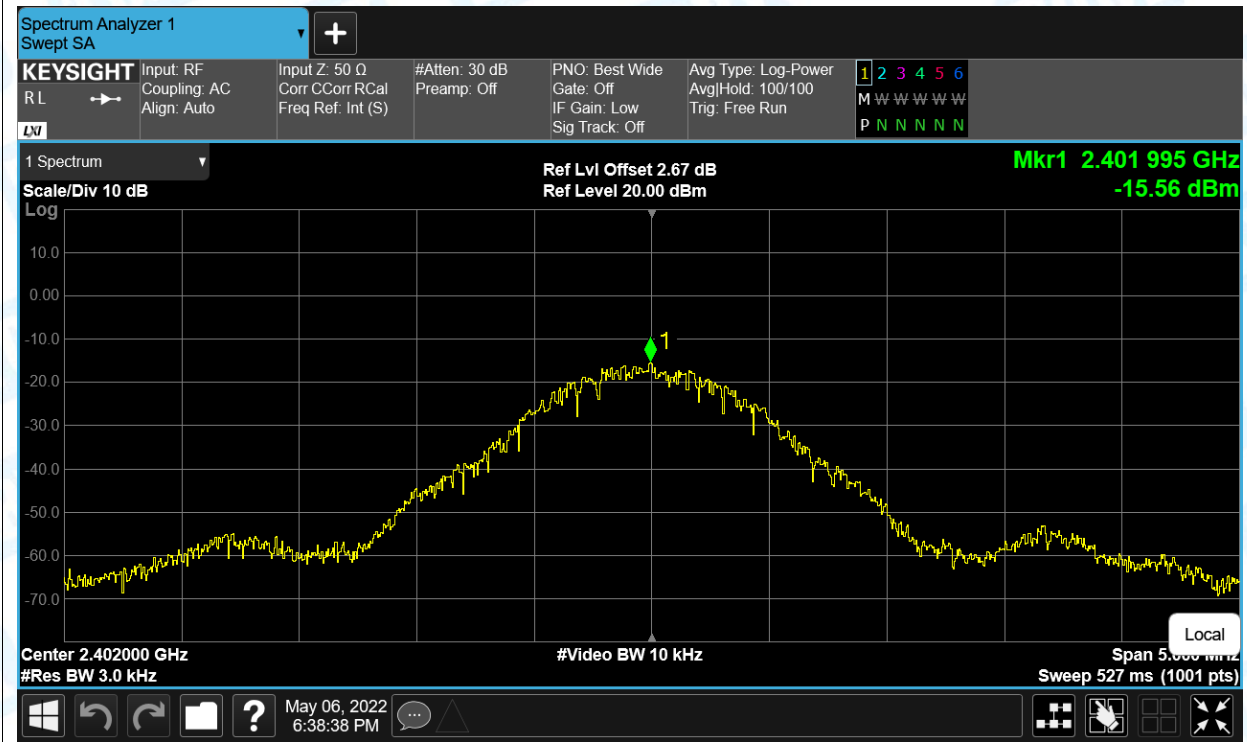 Spectrum Analyzer 1
Swept SA
KEYSIGHT
R L
LXI
Input: RF
Coupling: AC
Align: Auto
Input Z: 50 Ω
Corr CCorr RCal
Freq Ref: Int (S)
#Atten: 30 dB
Preamp: Off
PNO: Best Wide
Gate: Off
IF Gain: Low
Sig Track: Off
Avg Type: Log-Power
Avg|Hold: 100/100
Trig: Free Run
1 2 3 4 5 6
M W W W W W
P N N N N N
1 Spectrum
Scale/Div 10 dB
Log
Ref Lvl Offset 2.67 dB
Ref Level 20.00 dBm
Mkr1 2.401 995 GHz
-15.56 dBm
10.0
0.00
-10.0
-20.0
-30.0
-40.0
-50.0
-60.0
-70.0
1
Local
Center 2.402000 GHz
#Res BW 3.0 kHz
#Video BW 10 kHz
Span
Sweep 527 ms (1001 pts)
?
May 06, 2022
6:38:38 PM